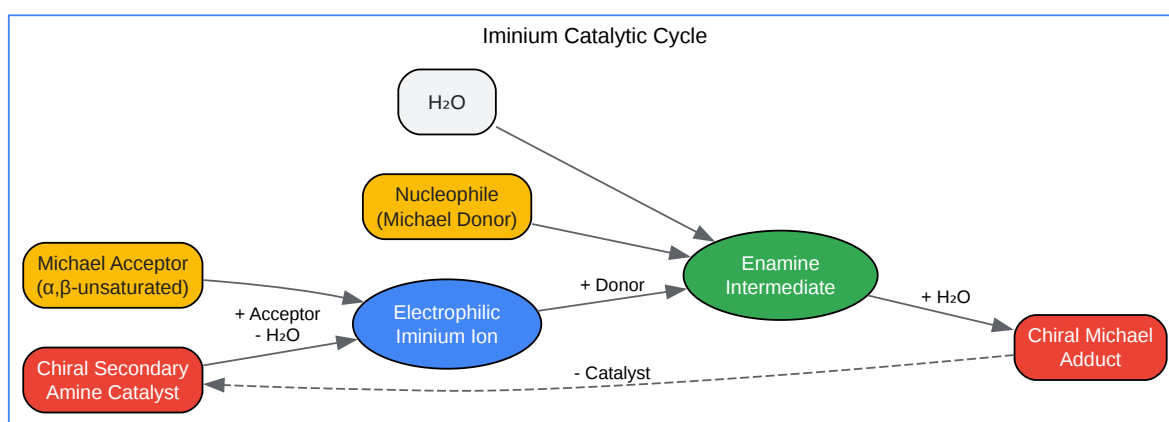 Iminium Catalytic Cycle
H₂O
Nucleophile
(Michael Donor)
Michael Acceptor
(α,β-unsaturated)
+ Acceptor
- H₂O
Chiral Secondary
Amine Catalyst
Electrophilic
Iminium Ion
+ Donor
Enamine
Intermediate
+ H₂O
Chiral Michael
Adduct
- Catalyst